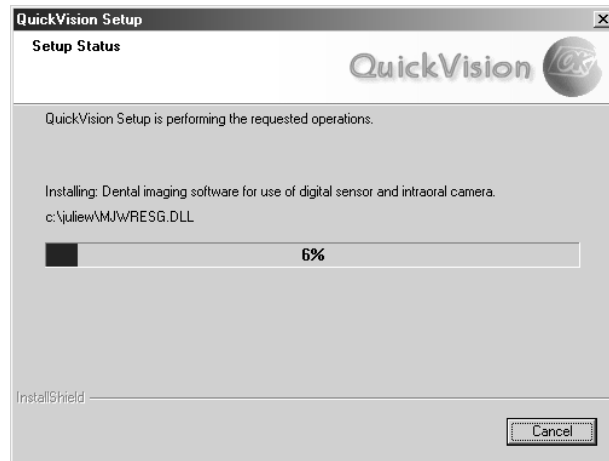 QuickVision Setup
Setup Status
QuickVision
OK
QuickVision Setup is performing the requested operations.
Installing: Dental imaging software for use of digital sensor and intraoral camera.
c:\juliew\MJWRESG.DLL
6%
InstallShield
Cancel